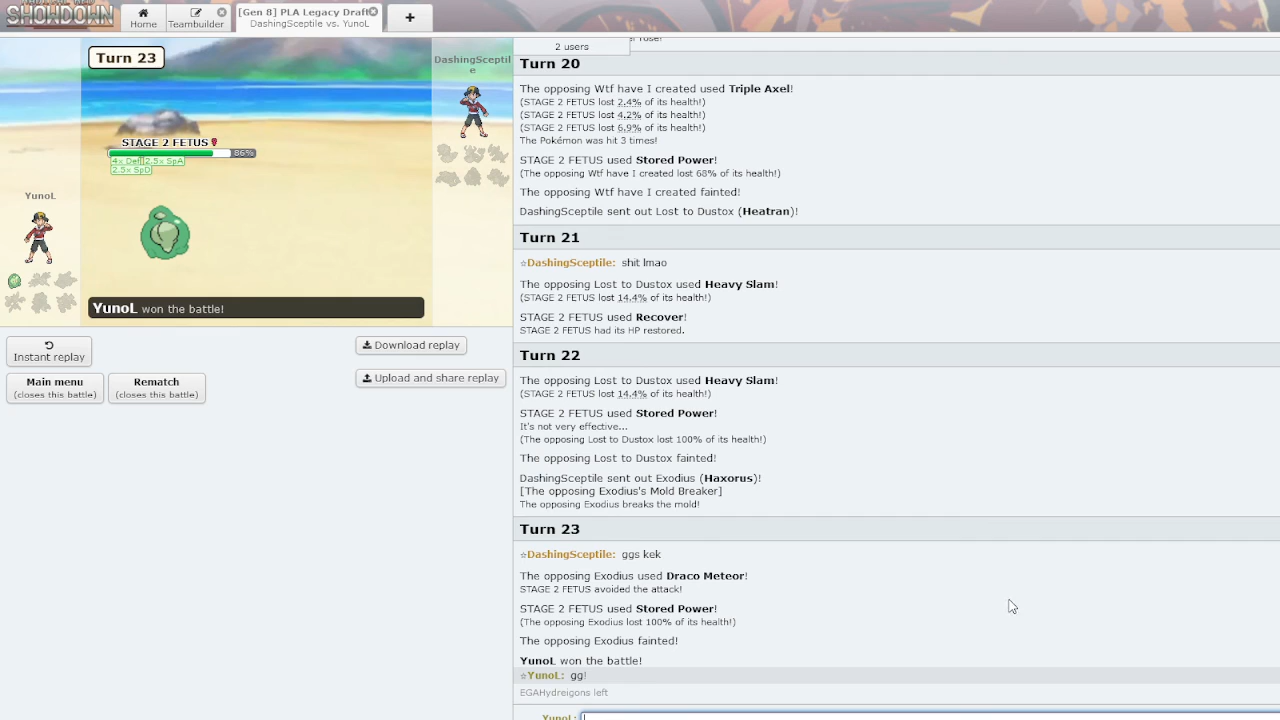 SHOWDOWN
Home
Teambuilder
[Gen 8] PLA Legacy Draft
DashingSceptile vs. YunoL
+
2 users
Turn 23
DashingSceptil
e
STAGE 2 FETUS
86%
4x Def 2.5x SpA
2.5x SpD
YunoL
YunoL won the battle!
Instant replay
Download replay
Upload and share replay
Main menu
(closes this battle)
Rematch
(closes this battle)
Turn 20
The opposing Wtf have I created used Triple Axel!
(STAGE 2 FETUS lost 2.4% of its health!)
(STAGE 2 FETUS lost 4.2% of its health!)
(STAGE 2 FETUS lost 6.9% of its health!)
The Pokémon was hit 3 times!
STAGE 2 FETUS used Stored Power!
(The opposing Wtf have I created lost 68% of its health!)
The opposing Wtf have I created fainted!
DashingSceptile sent out Lost to Dustox (Heatran)!
Turn 21
☆DashingSceptile: shit lmao
The opposing Lost to Dustox used Heavy Slam!
(STAGE 2 FETUS lost 14.4% of its health!)
STAGE 2 FETUS used Recover!
STAGE 2 FETUS had its HP restored.
Turn 22
The opposing Lost to Dustox used Heavy Slam!
(STAGE 2 FETUS lost 14.4% of its health!)
STAGE 2 FETUS used Stored Power!
It's not very effective...
(The opposing Lost to Dustox lost 100% of its health!)
The opposing Lost to Dustox fainted!
DashingSceptile sent out Exodius (Haxorus)!
[The opposing Exodius's Mold Breaker]
The opposing Exodius breaks the mold!
Turn 23
☆DashingSceptile: ggs kek
The opposing Exodius used Draco Meteor!
STAGE 2 FETUS avoided the attack!
STAGE 2 FETUS used Stored Power!
(The opposing Exodius lost 100% of its health!)
The opposing Exodius fainted!
YunoL won the battle!
☆YunoL: gg!
EGAHydreigons left
YunoL: